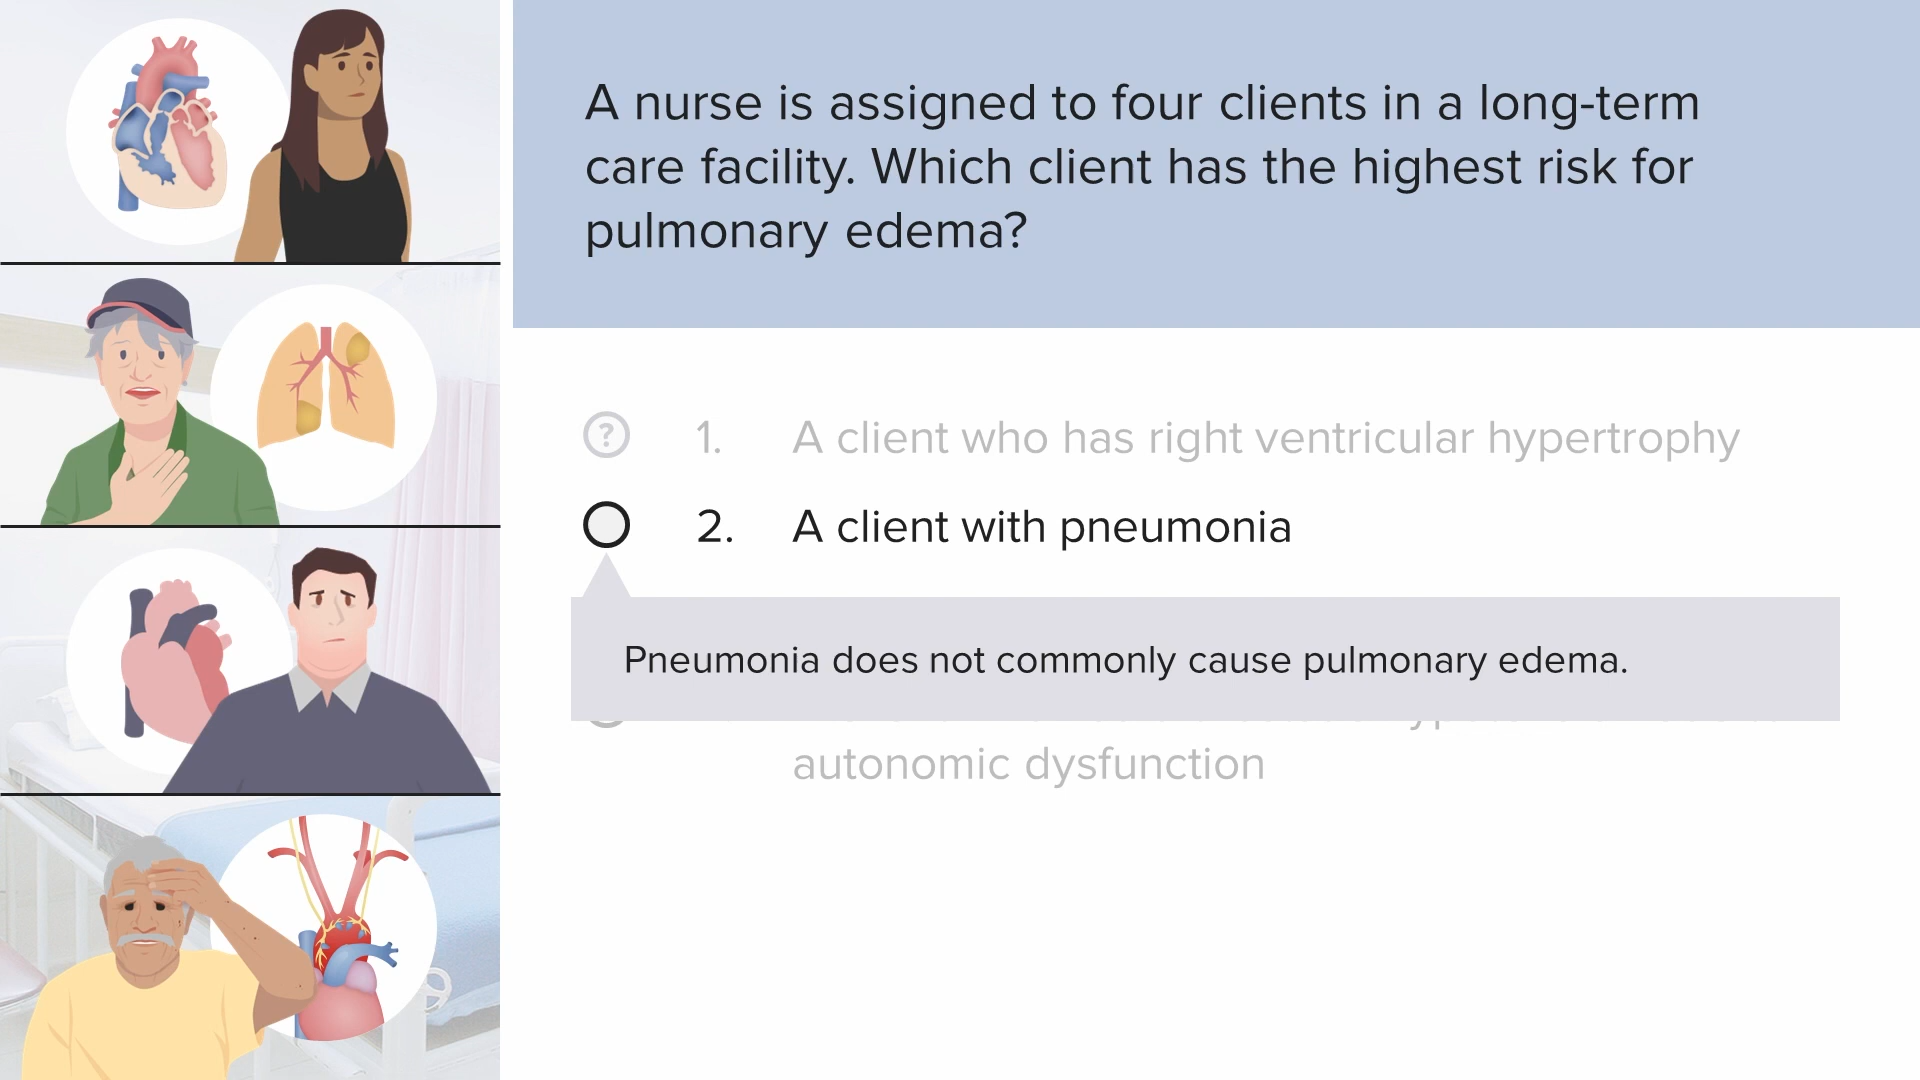 A nurse is assigned to four clients in a long-term
care facility. Which client has the highest risk for
pulmonary edema?
? 1. A client who has right ventricular hypertrophy
2. A client with pneumonia
Pneumonia does not commonly cause pulmonary edema.
autonomic dysfunction